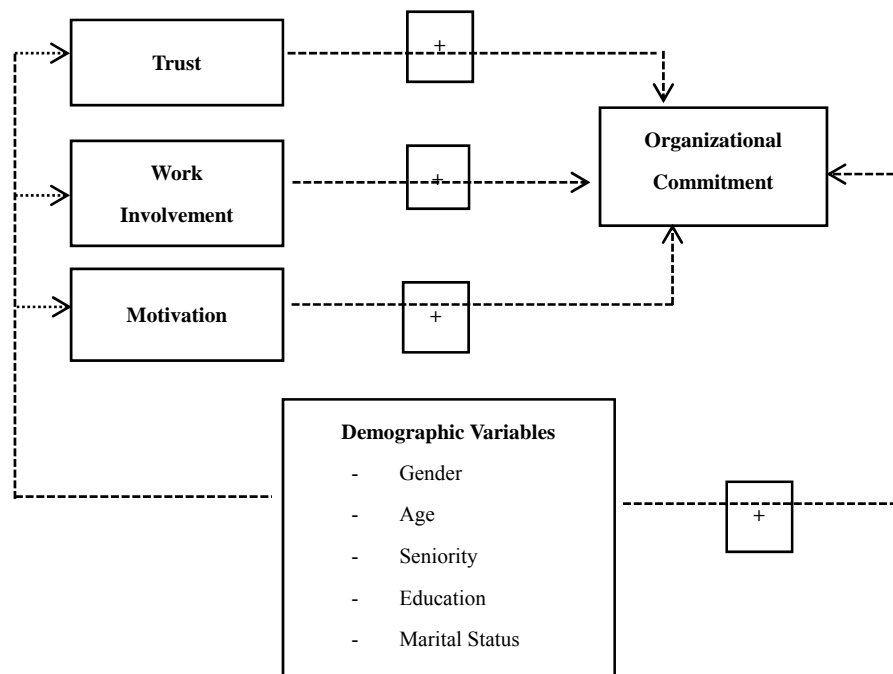 Trust
+
Organizational
Commitment
Work
Involvement
+
Motivation
+
Demographic Variables
- Gender
- Age
- Seniority
- Education
- Marital Status
+